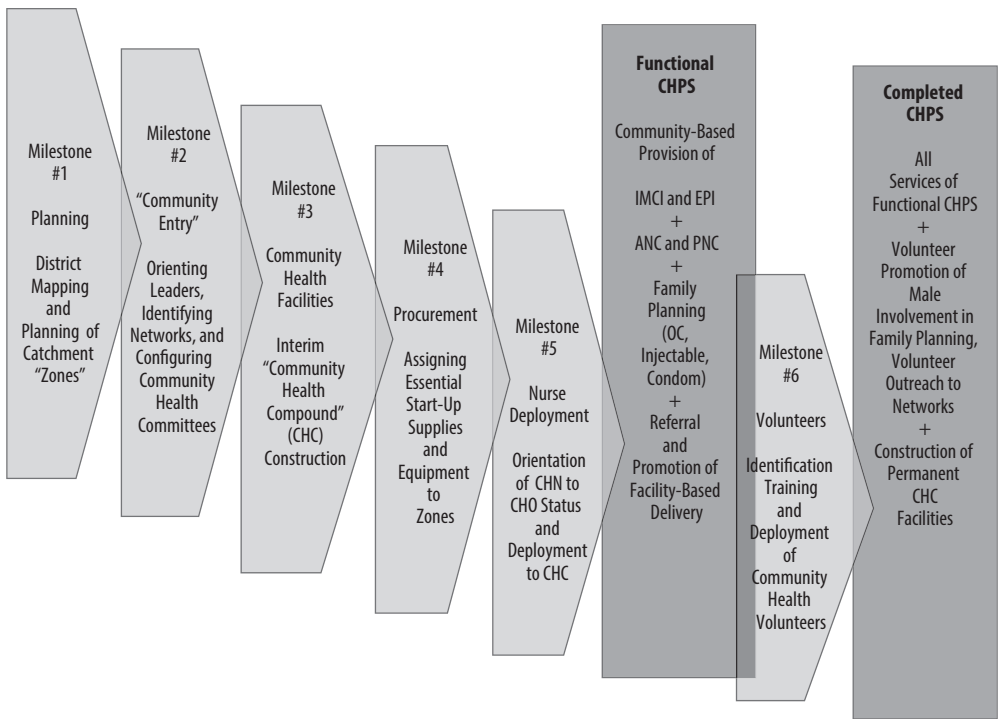 Milestone
#1
Planning
District
Mapping
and
Planning of
Catchment
“Zones”
Milestone
#2
“Community
Entry”
Orienting
Leaders,
Identifying
Networks, and
Configuring
Community
Health
Committees
Milestone
#3
Community
Health
Facilities
Interim
“Community
Health
Compound”
(CHC)
Construction
Milestone
#4
Procurement
Assigning
Essential
Start-Up
Supplies
and
Equipment
to
Zones
Milestone
#5
Nurse
Deployment
Orientation
of CHN to
CHO Status
and
Deployment
to CHC
Functional
CHPS
Community-Based
Provision of
IMCI and EPI
+
ANC and PNC
+
Family
Planning
(OC,
Injectable,
Condom)
+
Referral
and
Promotion of
Facility-Based
Delivery
Milestone
#6
Volunteers
Identification
Training
and
Deployment
of
Community
Health
Volunteers
Completed
CHPS
All
Services of
Functional CHPS
+
Volunteer
Promotion of
Male
Involvement in
Family Planning,
Volunteer
Outreach to
Networks
+
Construction of
Permanent
CHC
Facilities